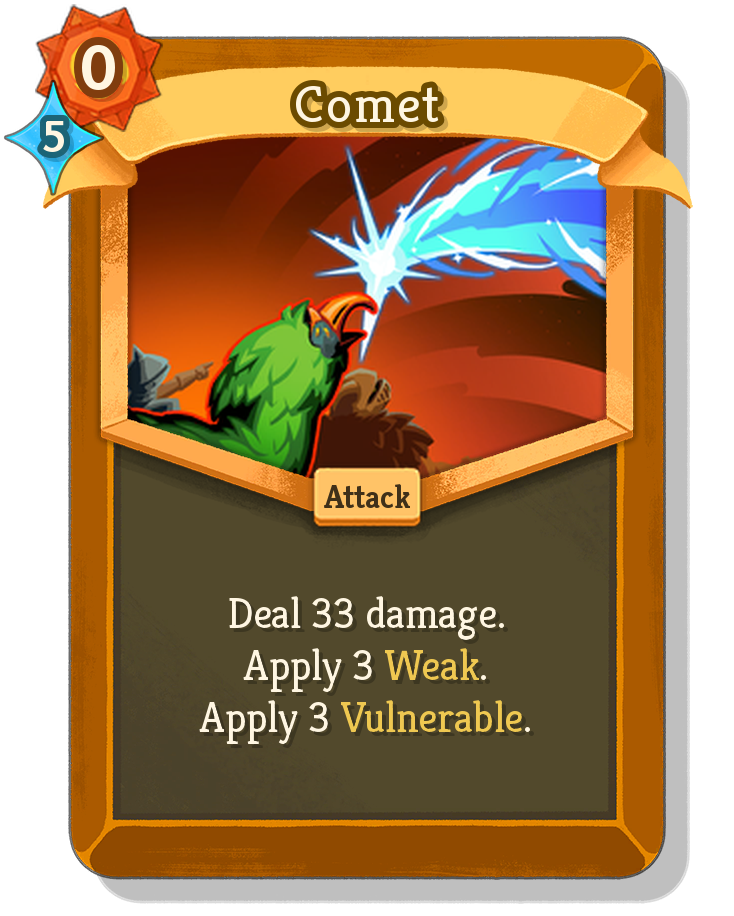 0
5
Comet
Attack
Deal 33 damage.
Apply 3 Weak.
Apply 3 Vulnerable.